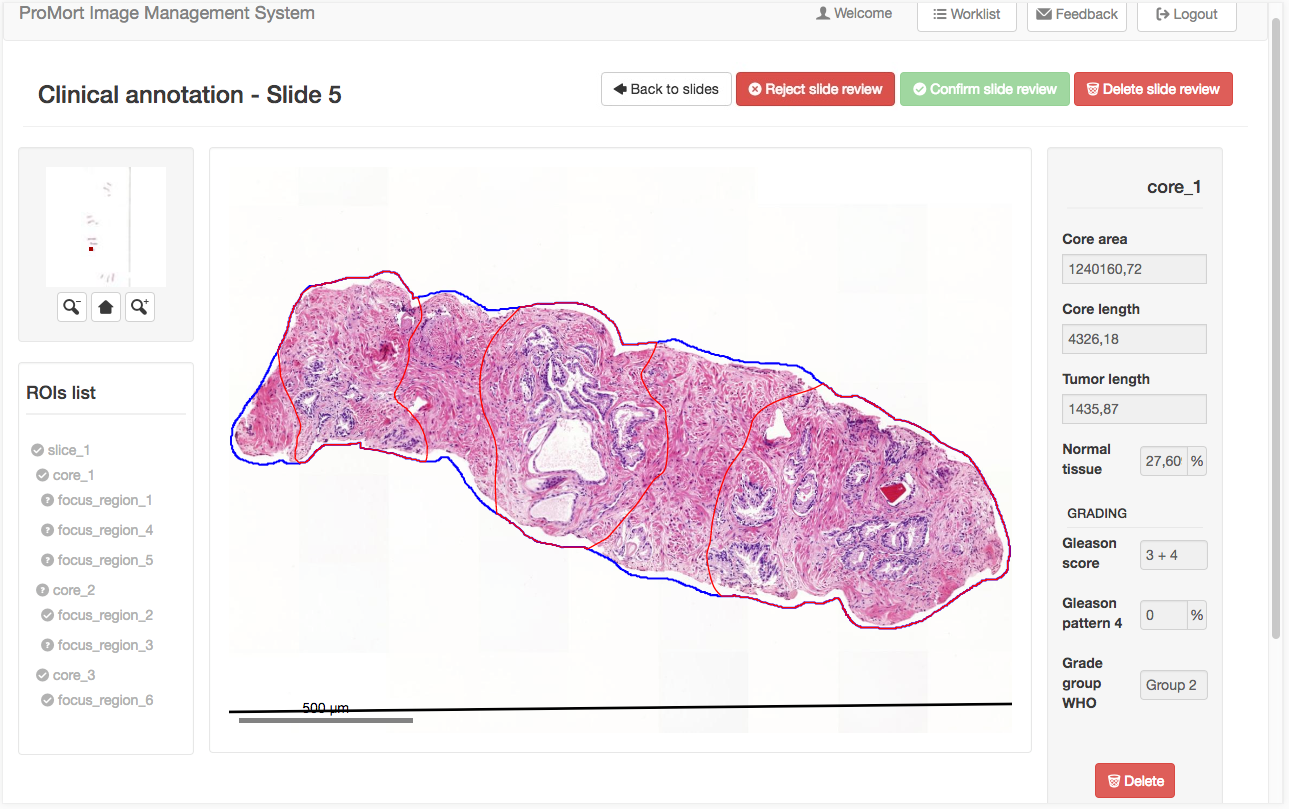 ProMort Image Management System
Welcome
Worklist
Feedback
Logout
Clinical annotation - Slide 5
Back to slides
Reject slide review
Confirm slide review
Delete slide review
ROIs list
slice_1
core_1
focus_region_1
focus_region_4
focus_region_5
core_2
focus_region_2
focus_region_3
core_3
focus_region_6
500 µm
core_1
Core area
1240160,72
Core length
4326,18
Tumor length
1435,87
Normal
tissue
27,60 %
GRADING
Gleason
score
3 + 4
Gleason
pattern 4
0 %
Grade
group
WHO
Group 2
Delete